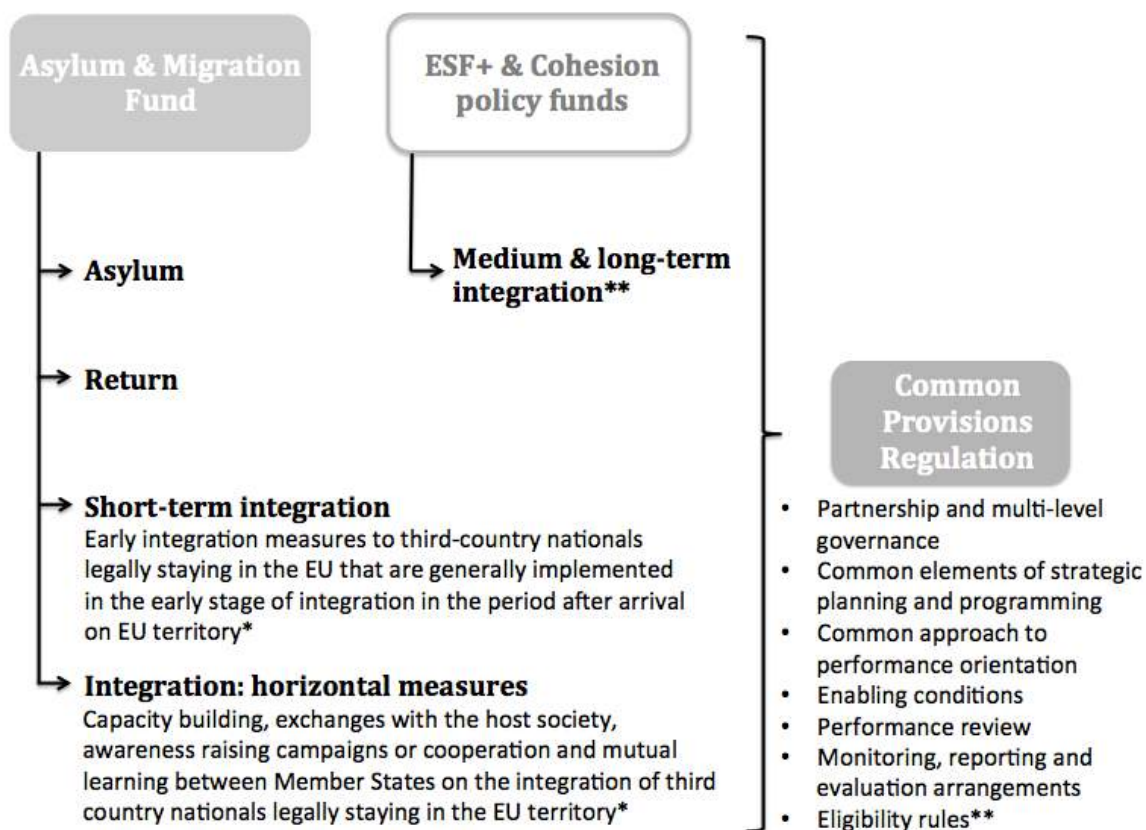 Asylum & Migration
Fund
ESF+ & Cohesion
policy funds
Asylum
Medium & long-term
integration**
Return
Short-term integration
Early integration measures to third-country nationals
legally staying in the EU that are generally implemented
in the early stage of integration in the period after arrival
on EU territory*
Integration: horizontal measures
Capacity building, exchanges with the host society,
awareness raising campaigns or cooperation and mutual
learning between Member States on the integration of third
country nationals legally staying in the EU territory*
Common
Provisions
Regulation
• Partnership and multi-level
governance
• Common elements of strategic
planning and programming
• Common approach to
performance orientation
• Enabling conditions
• Performance review
• Monitoring, reporting and
evaluation arrangements
• Eligibility rules**